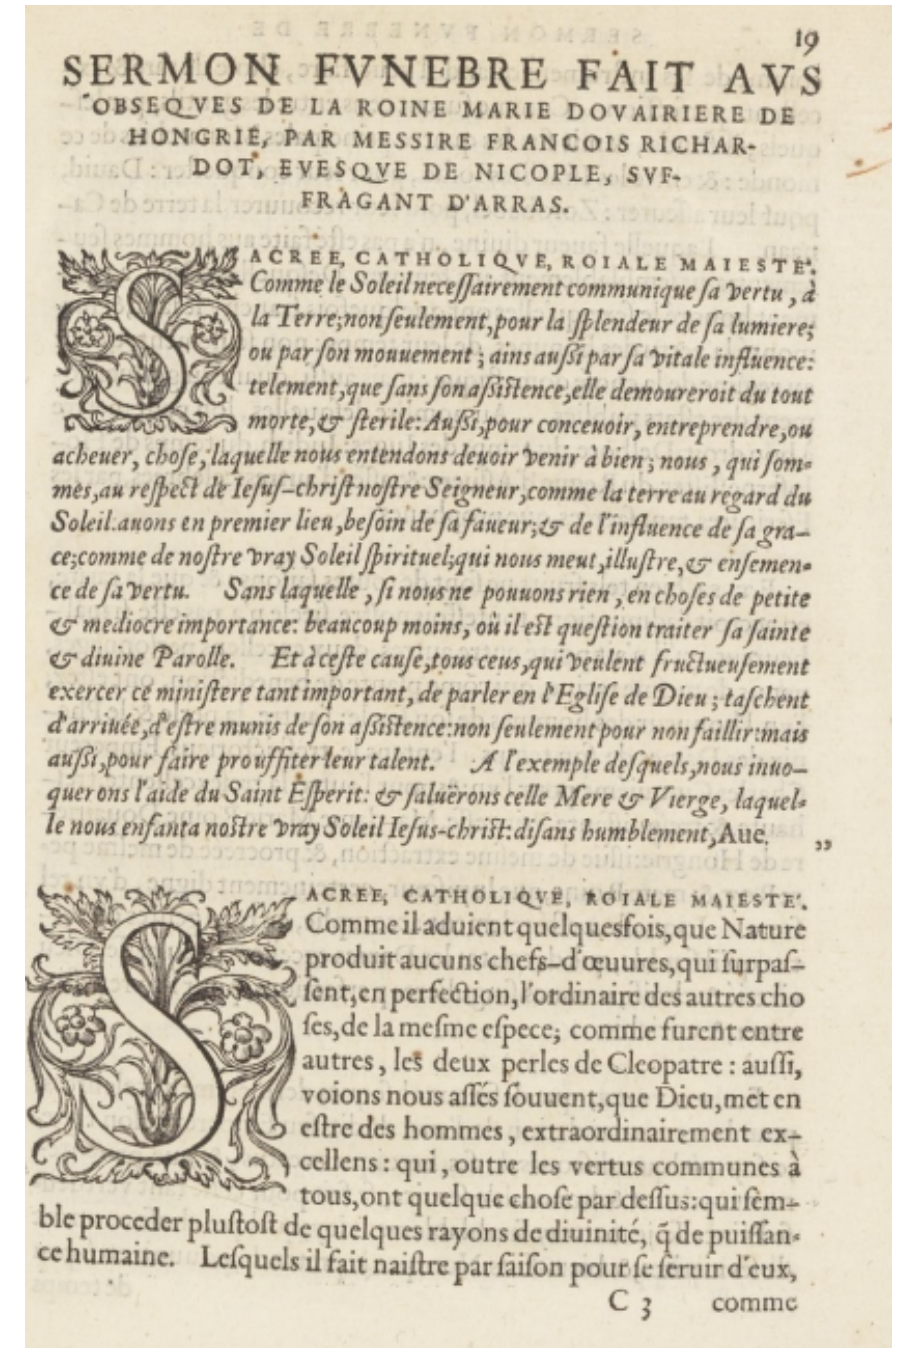 19
SERMON FVNEBRE FAIT AVS
OBSEQVES DE LA ROINE MARIE DOVAIRIERE DE
HONGRIE, PAR MESSIRE FRANCOIS RICHAR-
DOT, EVESQVE DE NICOPLE, SVF-
FRAGANT D'ARRAS.
SACREE, CATHOLIQVE, ROIALE MAIESTE'.
Comme le Soleil necessairement communique sa vertu, à
la Terre; non seulement, pour la splendeur de sa lumiere;
ou par son mouuement; ains aussi par sa vitale influence:
telement, que sans son assistence, elle demoureroit du tout
morte, & sterile: Aussi, pour conceuoir, entreprendre, ou
acheuer, chose, laquelle nous entendons deuoir venir à bien; nous, qui som-
mes, au respect de Iesus-christ nostre Seigneur, comme la terre au regard du
Soleil. auons en premier lieu, besoin de sa faueur; & de l'influence de sa gra-
ce; comme de nostre vray Soleil spirituel; qui nous meut, illustre, & ensemen-
ce de sa vertu. Sans laquelle, si nous ne pouuons rien, en choses de petite
& mediocre importance: beaucoup moins, où il est question traiter sa sainte
& diuine Parolle. Et à ceste cause, tous ceus, qui veulent fructueusement
exercer ce ministere tant important, de parler en l'Eglise de Dieu; taschent
d'arriuée, d'estre munis de son assistence: non seulement pour non faillir: mais
aussi, pour faire prouffiter leur talent. A l'exemple desquels, nous inuo-
querons l'aide du Saint Esperit: & saluërons celle Mere & Vierge, laquel-
le nous enfanta nostre vray Soleil Iesus-christ: disans humblement, Aue. ,,
SACREE, CATHOLIQVE, ROIALE MAIESTE'.
Comme il aduient quelquesfois, que Nature
produit aucuns chefs-d'œuures, qui surpas-
sent, en perfection, l'ordinaire des autres cho
ses, de la mesme espece; comme furent entre
autres, les deux perles de Cleopatre: aussi,
voions nous assés souuent, que Dieu, met en
estre des hommes, extraordinairement ex-
cellens: qui, outre les vertus communes à
tous, ont quelque chose par dessus: qui sem-
ble proceder plustost de quelques rayons de diuinité, q̃ de puissan-
ce humaine. Lesquels il fait naistre par saison pour se seruir d'eux,
C 3 comme